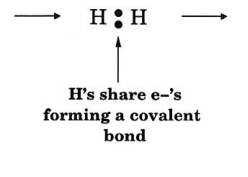 H : H
H's share e–'s
forming a covalent
bond